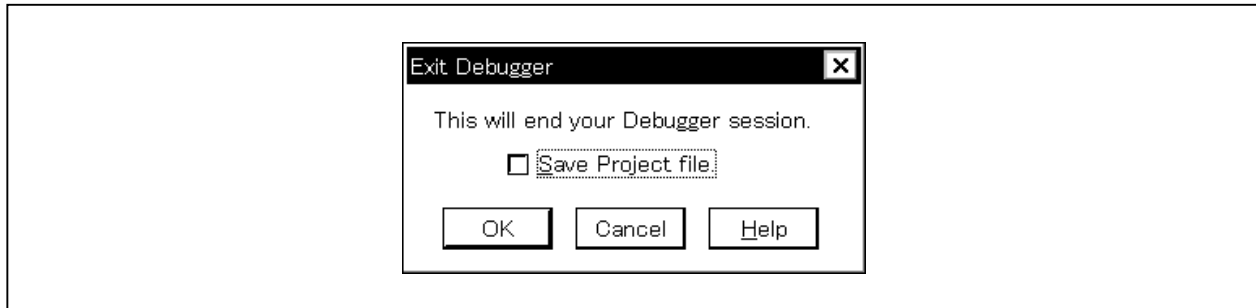 Exit Debugger
This will end your Debugger session.
Save Project file.
OK Cancel Help